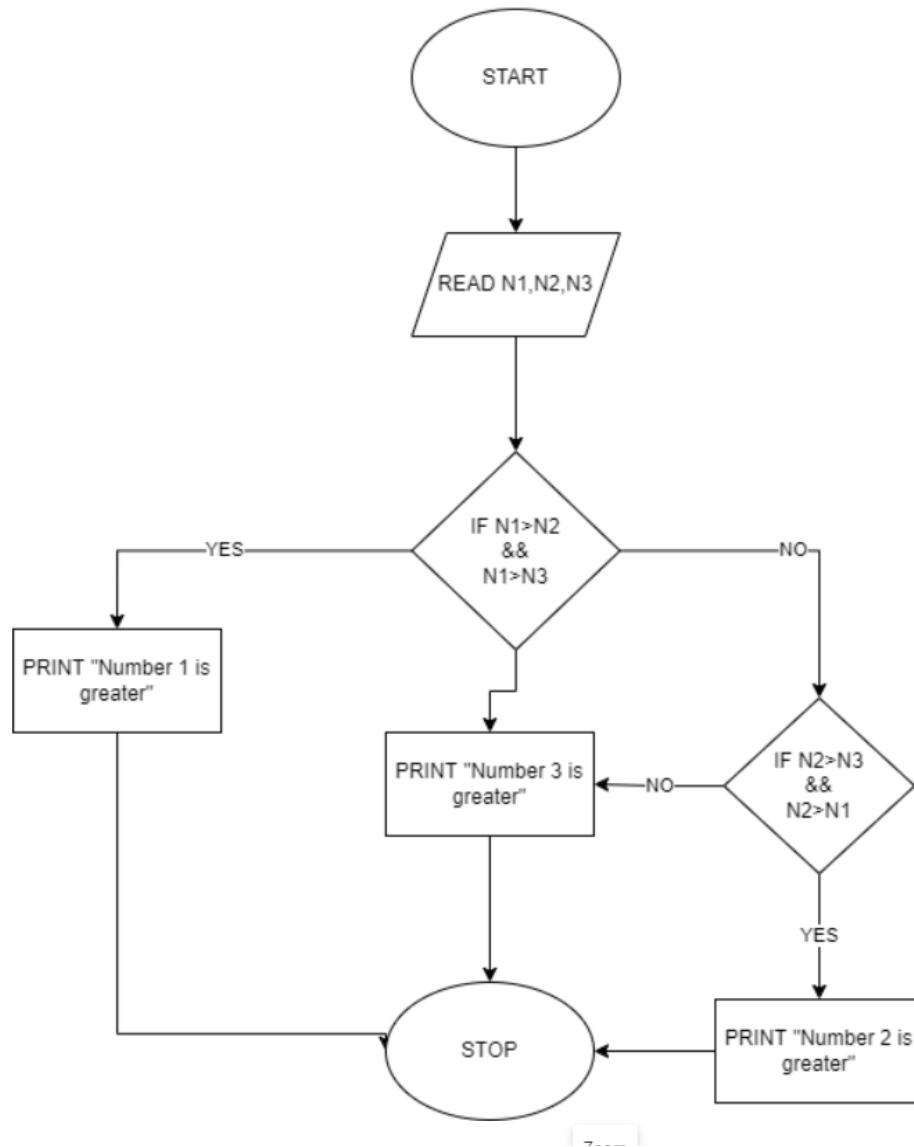 START
READ N1,N2,N3
IF N1>N2
&&
N1>N3
YES
NO
PRINT "Number 1 is
greater"
PRINT "Number 3 is
greater"
NO
IF N2>N3
&&
N2>N1
YES
STOP
PRINT "Number 2 is
greater"